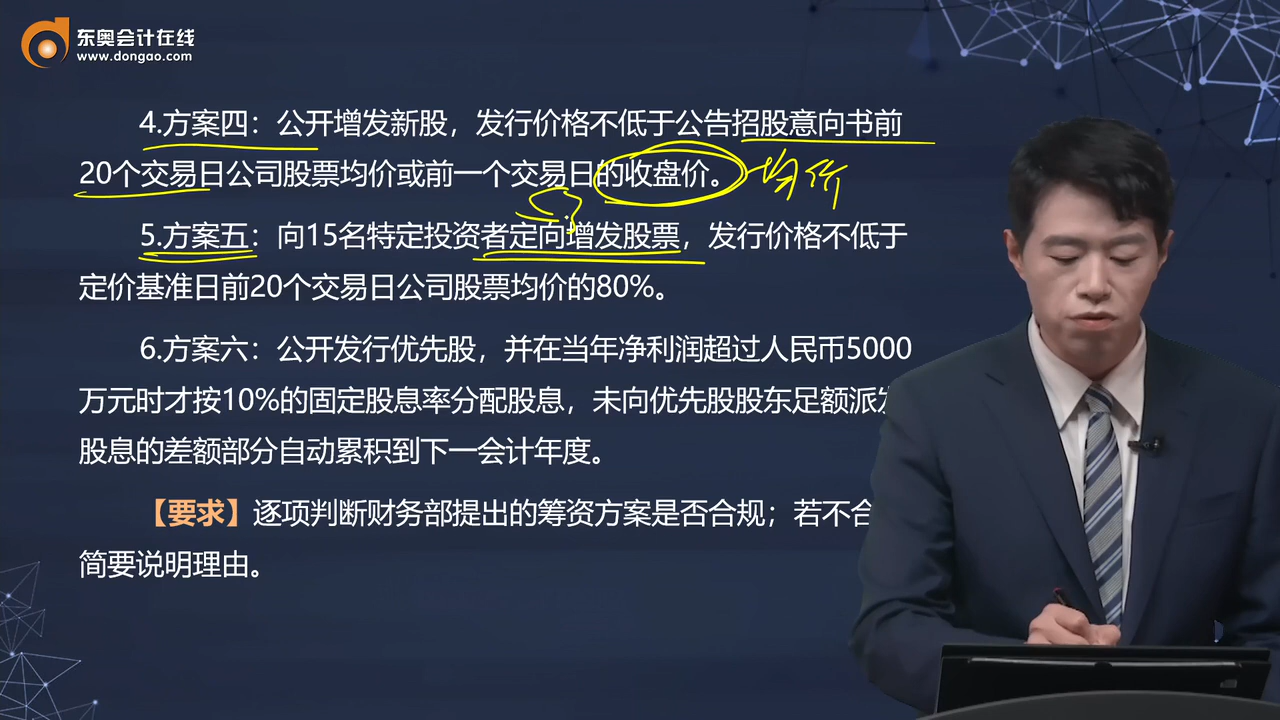 东奥会计在线
www.dongao.com
4.方案四：公开增发新股，发行价格不低于公告招股意向书前
20个交易日公司股票均价或前一个交易日的收盘价。
均价
5.方案五：向15名特定投资者定向增发股票，发行价格不低于
定价基准日前20个交易日公司股票均价的80%。
6.方案六：公开发行优先股，并在当年净利润超过人民币5000
万元时才按10%的固定股息率分配股息，未向优先股股东足额派
股息的差额部分自动累积到下一会计年度。
【要求】逐项判断财务部提出的筹资方案是否合规；若不合
简要说明理由。